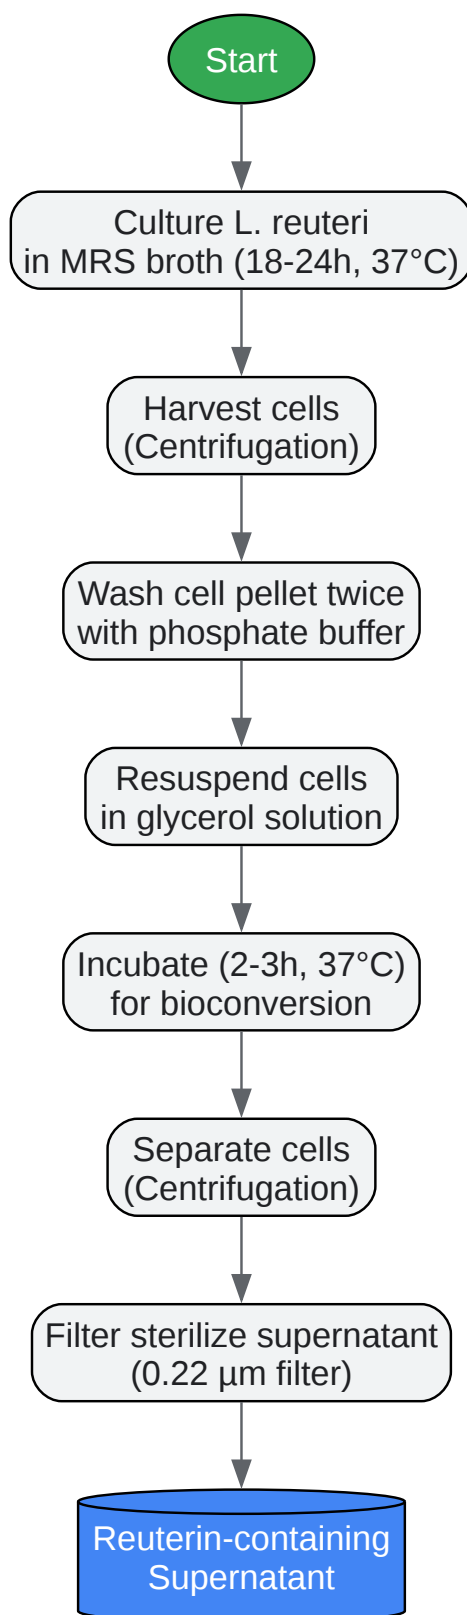 Start
Culture L. reuteri
in MRS broth (18-24h, 37°C)
Harvest cells
(Centrifugation)
Wash cell pellet twice
with phosphate buffer
Resuspend cells
in glycerol solution
Incubate (2-3h, 37°C)
for bioconversion
Separate cells
(Centrifugation)
Filter sterilize supernatant
(0.22 µm filter)
Reuterin-containing
Supernatant